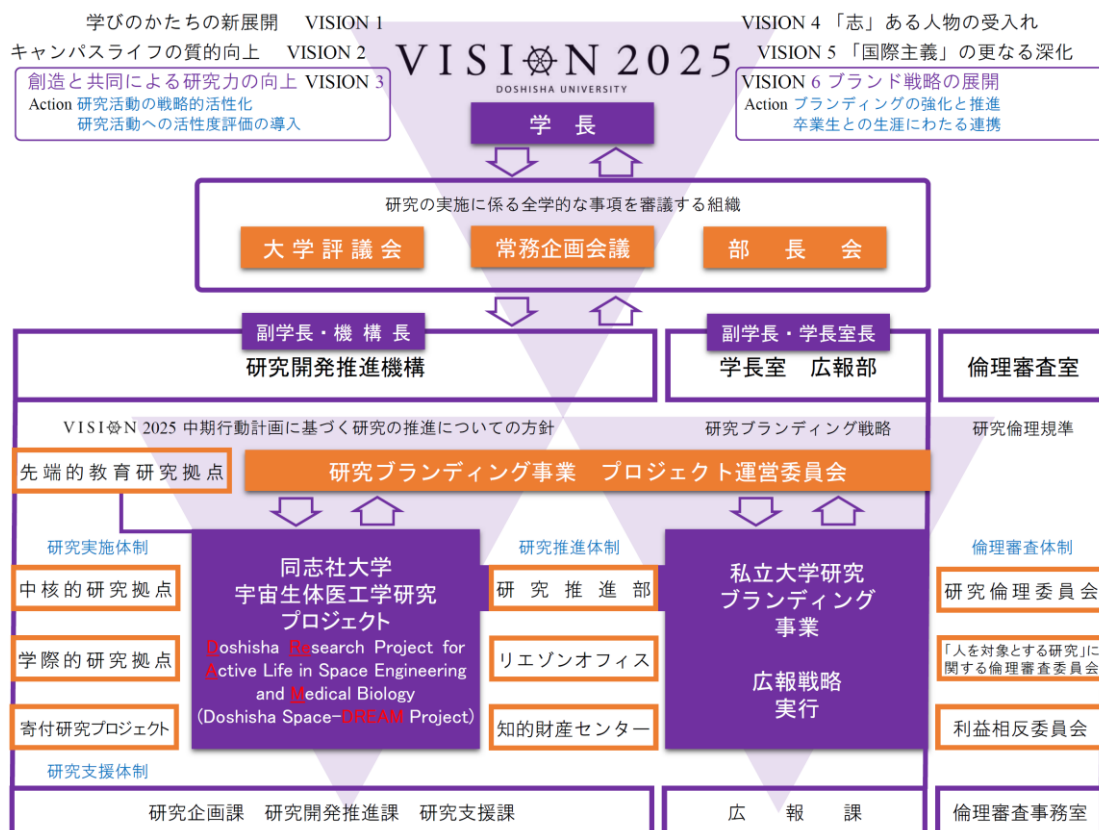 学びのかたちの新展開 VISION 1
キャンパスライフの質的向上 VISION 2
創造と共同による研究力の向上 VISION 3
Action 研究活動の戦略的活性化
研究活動への活性度評価の導入
VISION 2025
DOSHISHA UNIVERSITY
VISION 4 「志」ある人物の受入れ
VISION 5 「国際主義」の更なる深化
VISION 6 ブランド戦略の展開
Action ブランディングの強化と推進
卒業生との生涯にわたる連携
学長
研究の実施に係る全学的な事項を審議する組織
大学評議会
常務企画会議
部長会
副学長・機構長
研究開発推進機構
副学長・学長室長
学長室 広報部
倫理審査室
VISION 2025 中期行動計画に基づく研究の推進についての方針
研究ブランディング戦略
研究倫理規準
先端的教育研究拠点
研究ブランディング事業 プロジェクト運営委員会
研究実施体制
中核的研究拠点
学際的研究拠点
寄付研究プロジェクト
同志社大学
宇宙生体医工学研究
プロジェクト
Doshisha Research Project for
Active Life in Space Engineering
and Medical Biology
(Doshisha Space-DREAM Project)
研究推進体制
研究推進部
リエゾンオフィス
知的財産センター
私立大学研究
ブランディング
事業
広報戦略
実行
倫理審査体制
研究倫理委員会
「人を対象とする研究」に
関する倫理審査委員会
利益相反委員会
研究支援体制
研究企画課 研究開発推進課 研究支援課
広報課
倫理審査事務室